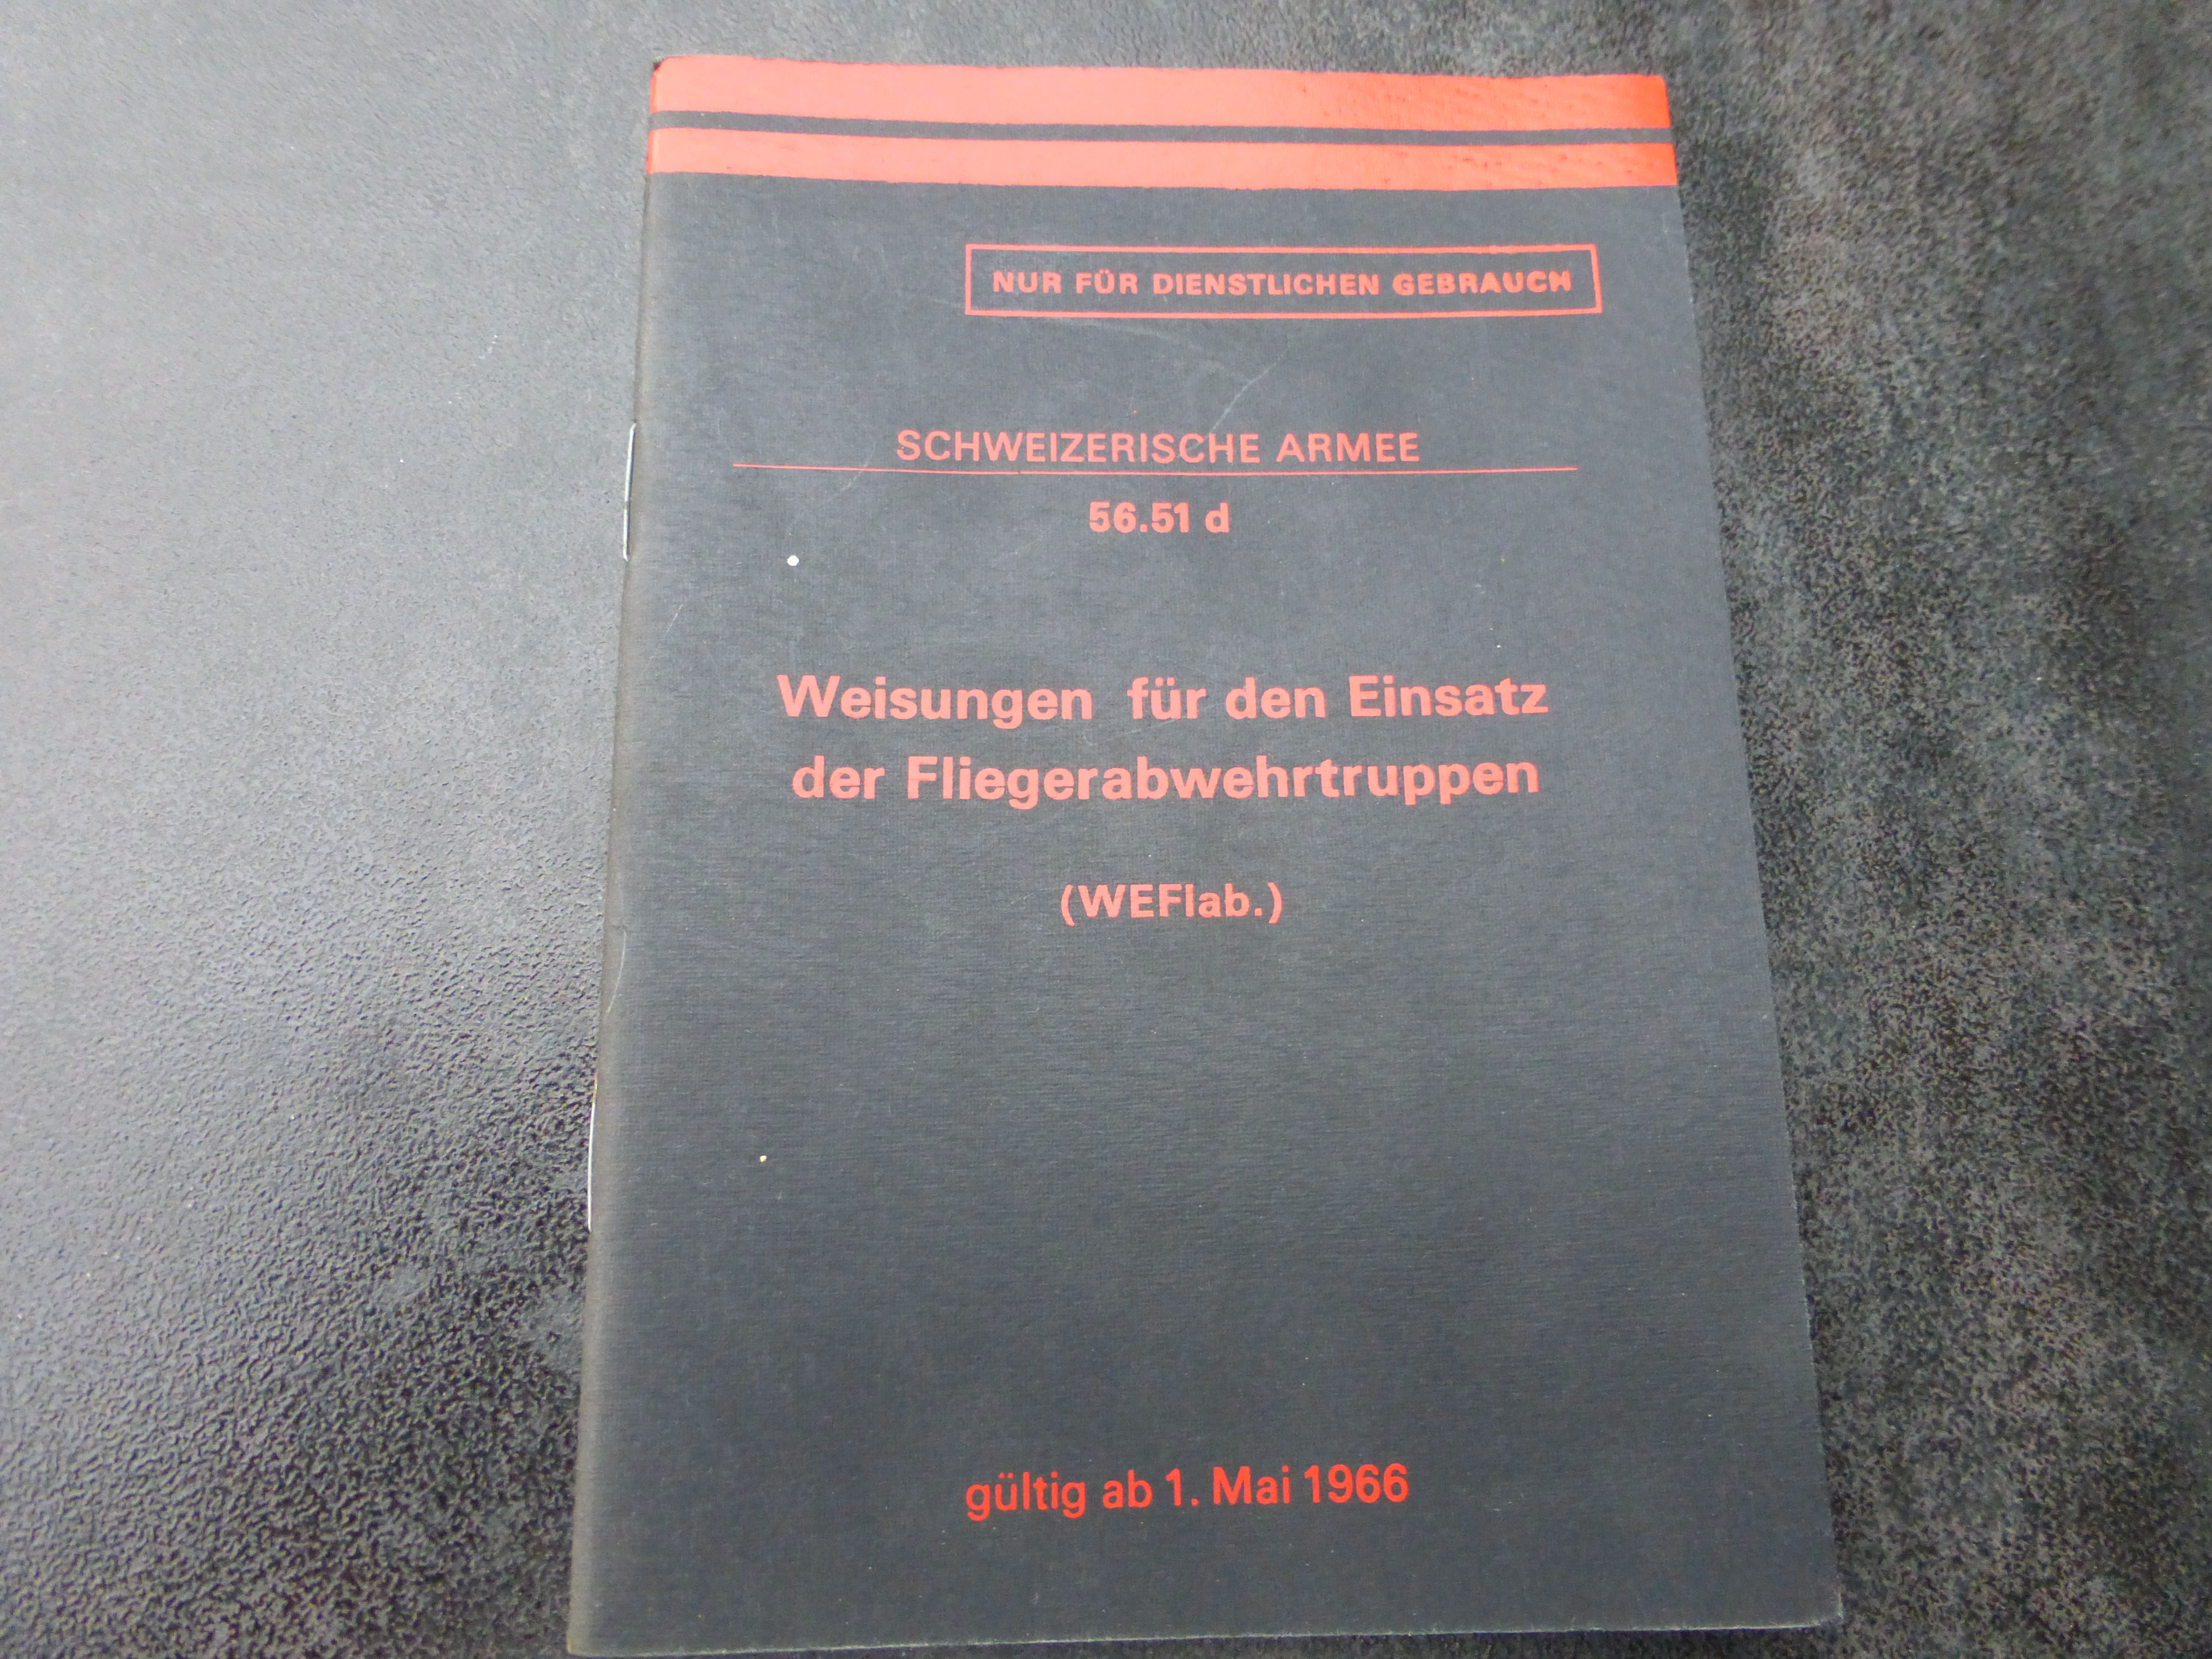 NUR FÜR DIENSTLICHEN GEBRAUCH
SCHWEIZERISCHE ARMEE
56.51 d
Weisungen für den Einsatz
der Fliegerabwehrtruppen
(WEFlab.)
gültig ab 1. Mai 1966